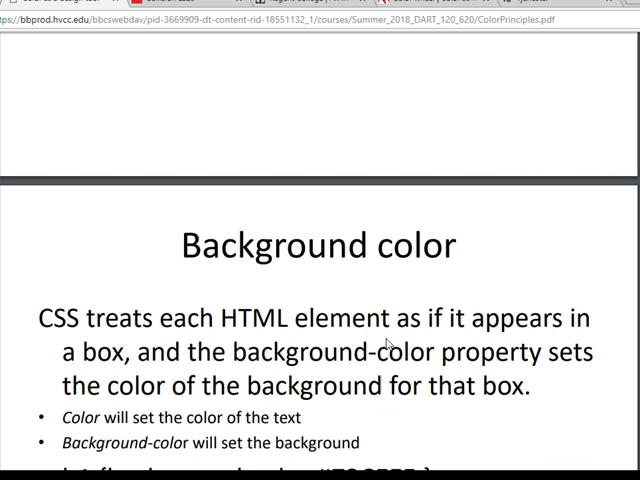 ttps://bbprod.hvcc.edu/bbcswebdav/pid-3669909-dt-content-rid-18551132_1/courses/Summer_2018_DART_120_620/ColorPrinciples.pdf
Background color
CSS treats each HTML element as if it appears in
a box, and the background-color property sets
the color of the background for that box.
• Color will set the color of the text
• Background-color will set the background